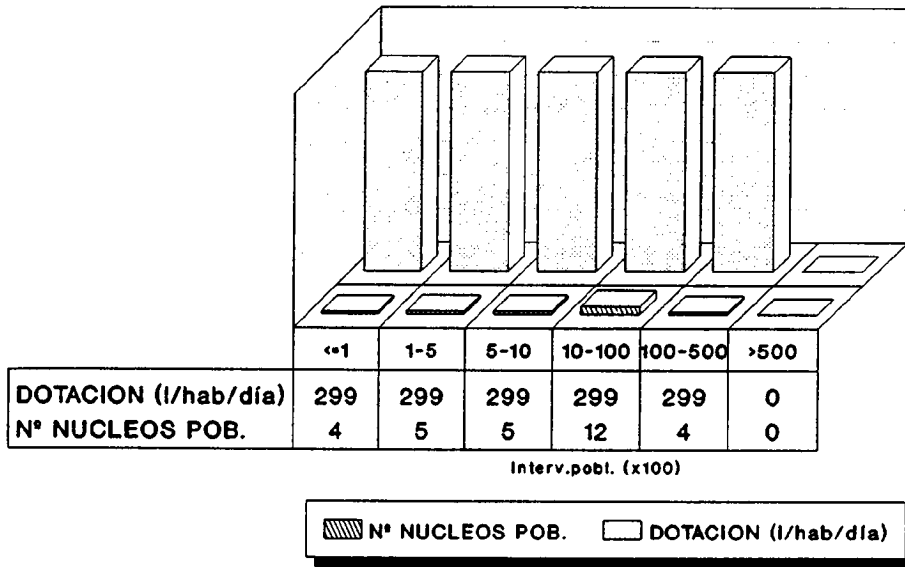 <=1 1-5 5-10 10-100 100-500 >500
DOTACION (l/hab/día) 299 299 299 299 299 0
Nº NUCLEOS POB. 4 5 5 12 4 0
Interv.pobl. (x100)
Nº NUCLEOS POB. DOTACION (l/hab/día)